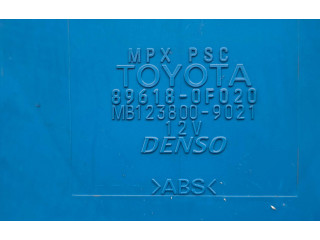 MPX PSC
TOYOTA
89618-0F020
MB123800-9021
12V
DENSO
>ABS<